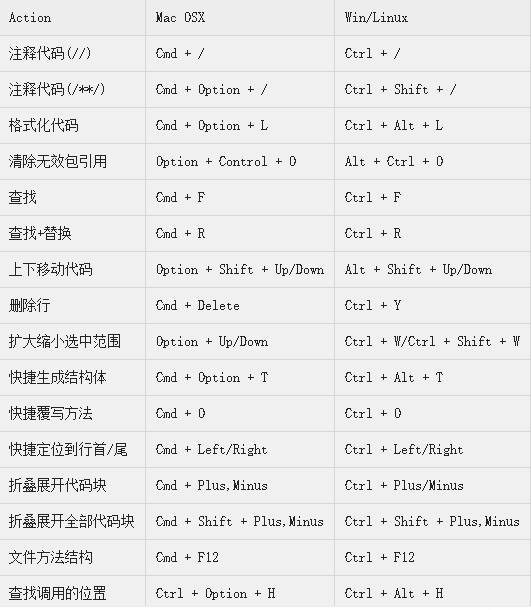 Action Mac OSX Win/Linux
注释代码(//) Cmd + / Ctrl + /
注释代码(/**/) Cmd + Option + / Ctrl + Shift + /
格式化代码 Cmd + Option + L Ctrl + Alt + L
清除无效包引用 Option + Control + O Alt + Ctrl + O
查找 Cmd + F Ctrl + F
查找+替换 Cmd + R Ctrl + R
上下移动代码 Option + Shift + Up/Down Alt + Shift + Up/Down
删除行 Cmd + Delete Ctrl + Y
扩大缩小选中范围 Option + Up/Down Ctrl + W/Ctrl + Shift + W
快捷生成结构体 Cmd + Option + T Ctrl + Alt + T
快捷覆写方法 Cmd + O Ctrl + O
快捷定位到行首/尾 Cmd + Left/Right Ctrl + Left/Right
折叠展开代码块 Cmd + Plus,Minus Ctrl + Plus/Minus
折叠展开全部代码块 Cmd + Shift + Plus,Minus Ctrl + Shift + Plus,Minus
文件方法结构 Cmd + F12 Ctrl + F12
查找调用的位置 Ctrl + Option + H Ctrl + Alt + H